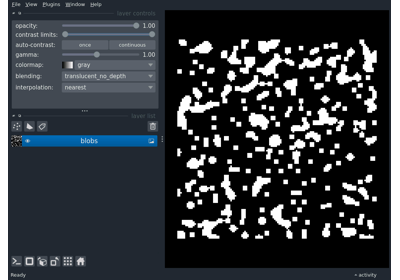 File View Plugins Window Help
layer controls
opacity: 1.00
contrast limits:
auto-contrast: once continuous
gamma: 1.00
colormap: gray
blending: translucent_no_depth
interpolation: nearest
layer list
blobs
Ready
activity